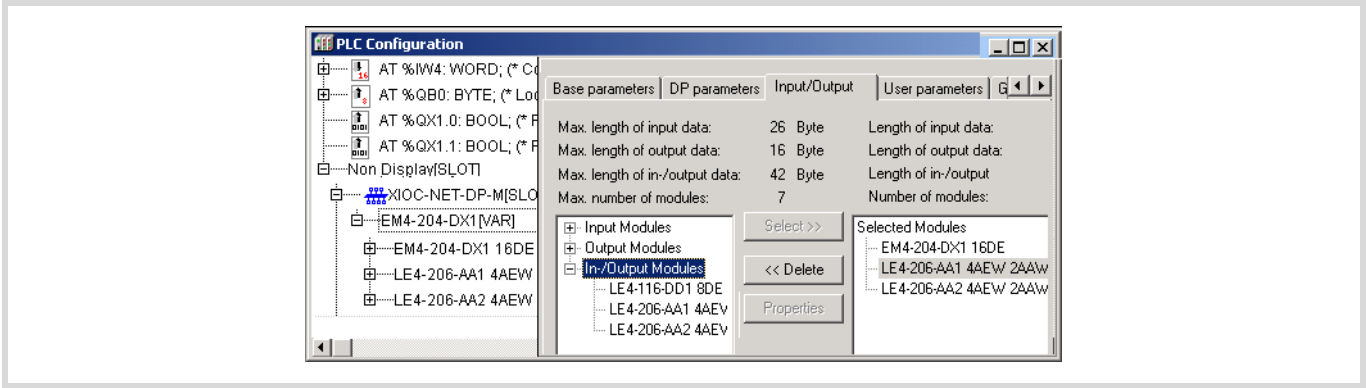 PLC Configuration
AT %IW4: WORD; (* Co
AT %QB0: BYTE; (* Loc
AT %QX1.0: BOOL; (* F
AT %QX1.1: BOOL; (* F
Non Display[SLOT]
XIOC-NET-DP-M[SLO
EM4-204-DX1[VAR]
EM4-204-DX1 16DE
LE4-206-AA1 4AEW
LE4-206-AA2 4AEW
Base parameters DP parameters Input/Output User parameters G
Max. length of input data: 26 Byte Length of input data:
Max. length of output data: 16 Byte Length of output data:
Max. length of in-/output data: 42 Byte Length of in-/output
Max. number of modules: 7 Number of modules:
Input Modules
Output Modules
In-/Output Modules
LE4-116-DD1 8DE
LE4-206-AA1 4AEV
LE4-206-AA2 4AEV
Select >>
<< Delete
Properties
Selected Modules
EM4-204-DX1 16DE
LE4-206-AA1 4AEW 2AAW
LE4-206-AA2 4AEW 2AAW